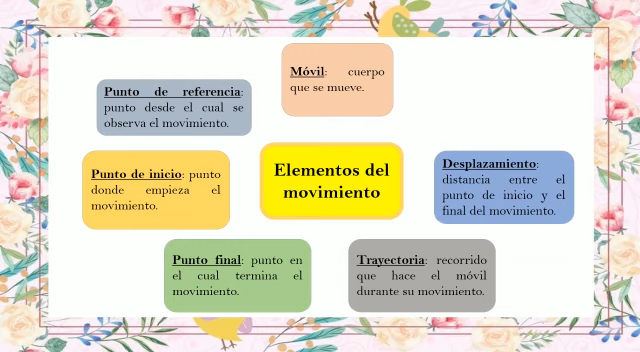 Móvil: cuerpo
que se mueve.
Punto de referencia:
punto desde el cual se
observa el movimiento.
Punto de inicio: punto
donde empieza el
movimiento.
Elementos del
movimiento
Desplazamiento:
distancia entre el
punto de inicio y el
final del movimiento.
Punto final: punto en
el cual termina el
movimiento.
Trayectoria: recorrido
que hace el móvil
durante su movimiento.